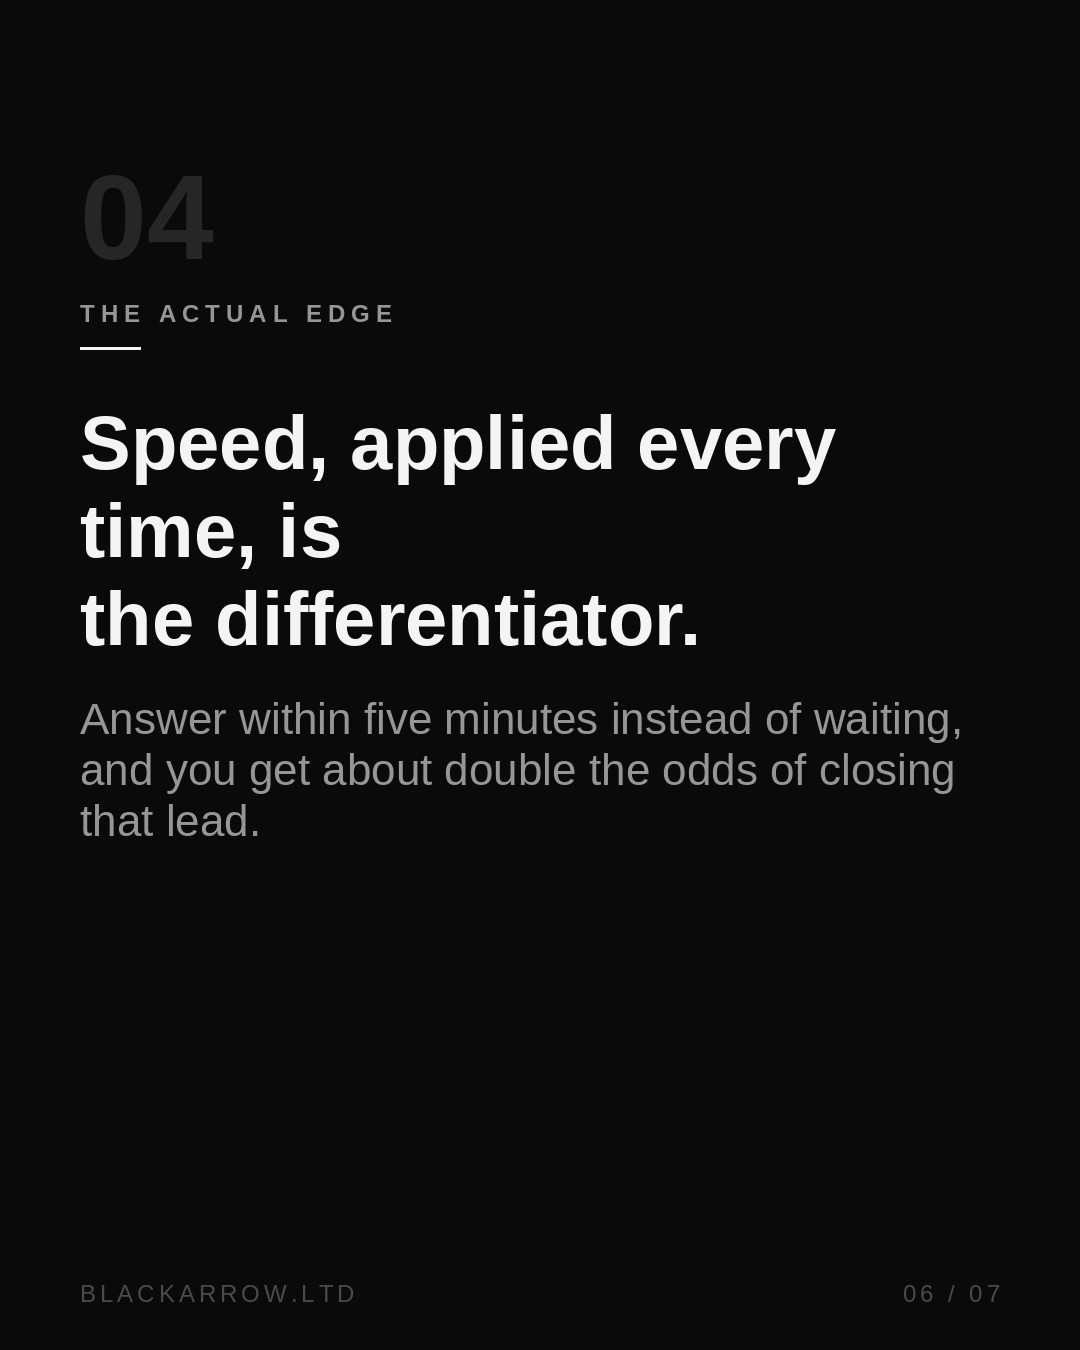 04
THE ACTUAL EDGE
Speed, applied every
time, is
the differentiator.
Answer within five minutes instead of waiting,
and you get about double the odds of closing
that lead.
BLACKARROW.LTD
06 / 07